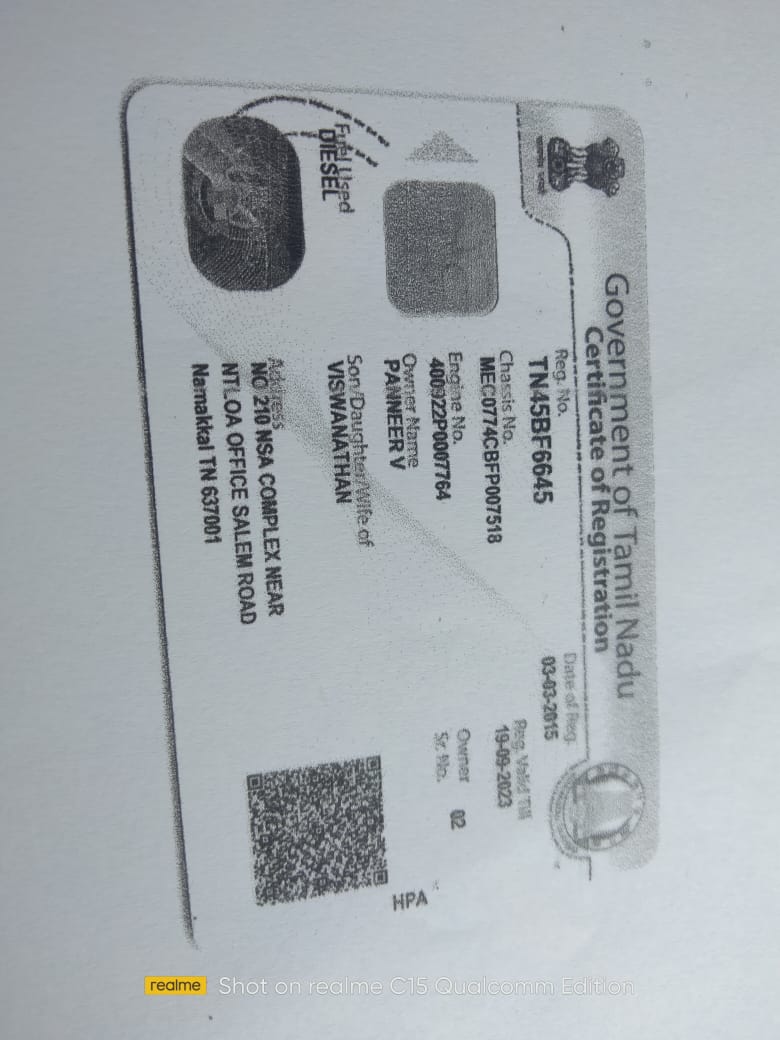 Government of Tamil Nadu
Certificate of Registration
Reg. No.
TN45BF6645
Date of Reg.
03-03-2015
Chassis No.
MEC0774CBFP007518
Reg. Valid Till
19-09-2023
Engine No.
400922P0007764
Owner
Sr. No.
02
Owner Name
PANNEER V
HPA
Fuel Used
DIESEL
Son/Daughter/Wife of
VISWANATHAN
Address
NO 210 NSA COMPLEX NEAR
NTLOA OFFICE SALEM ROAD
Namakkal TN 637001
realme Shot on realme C15 Qualcomm Edition